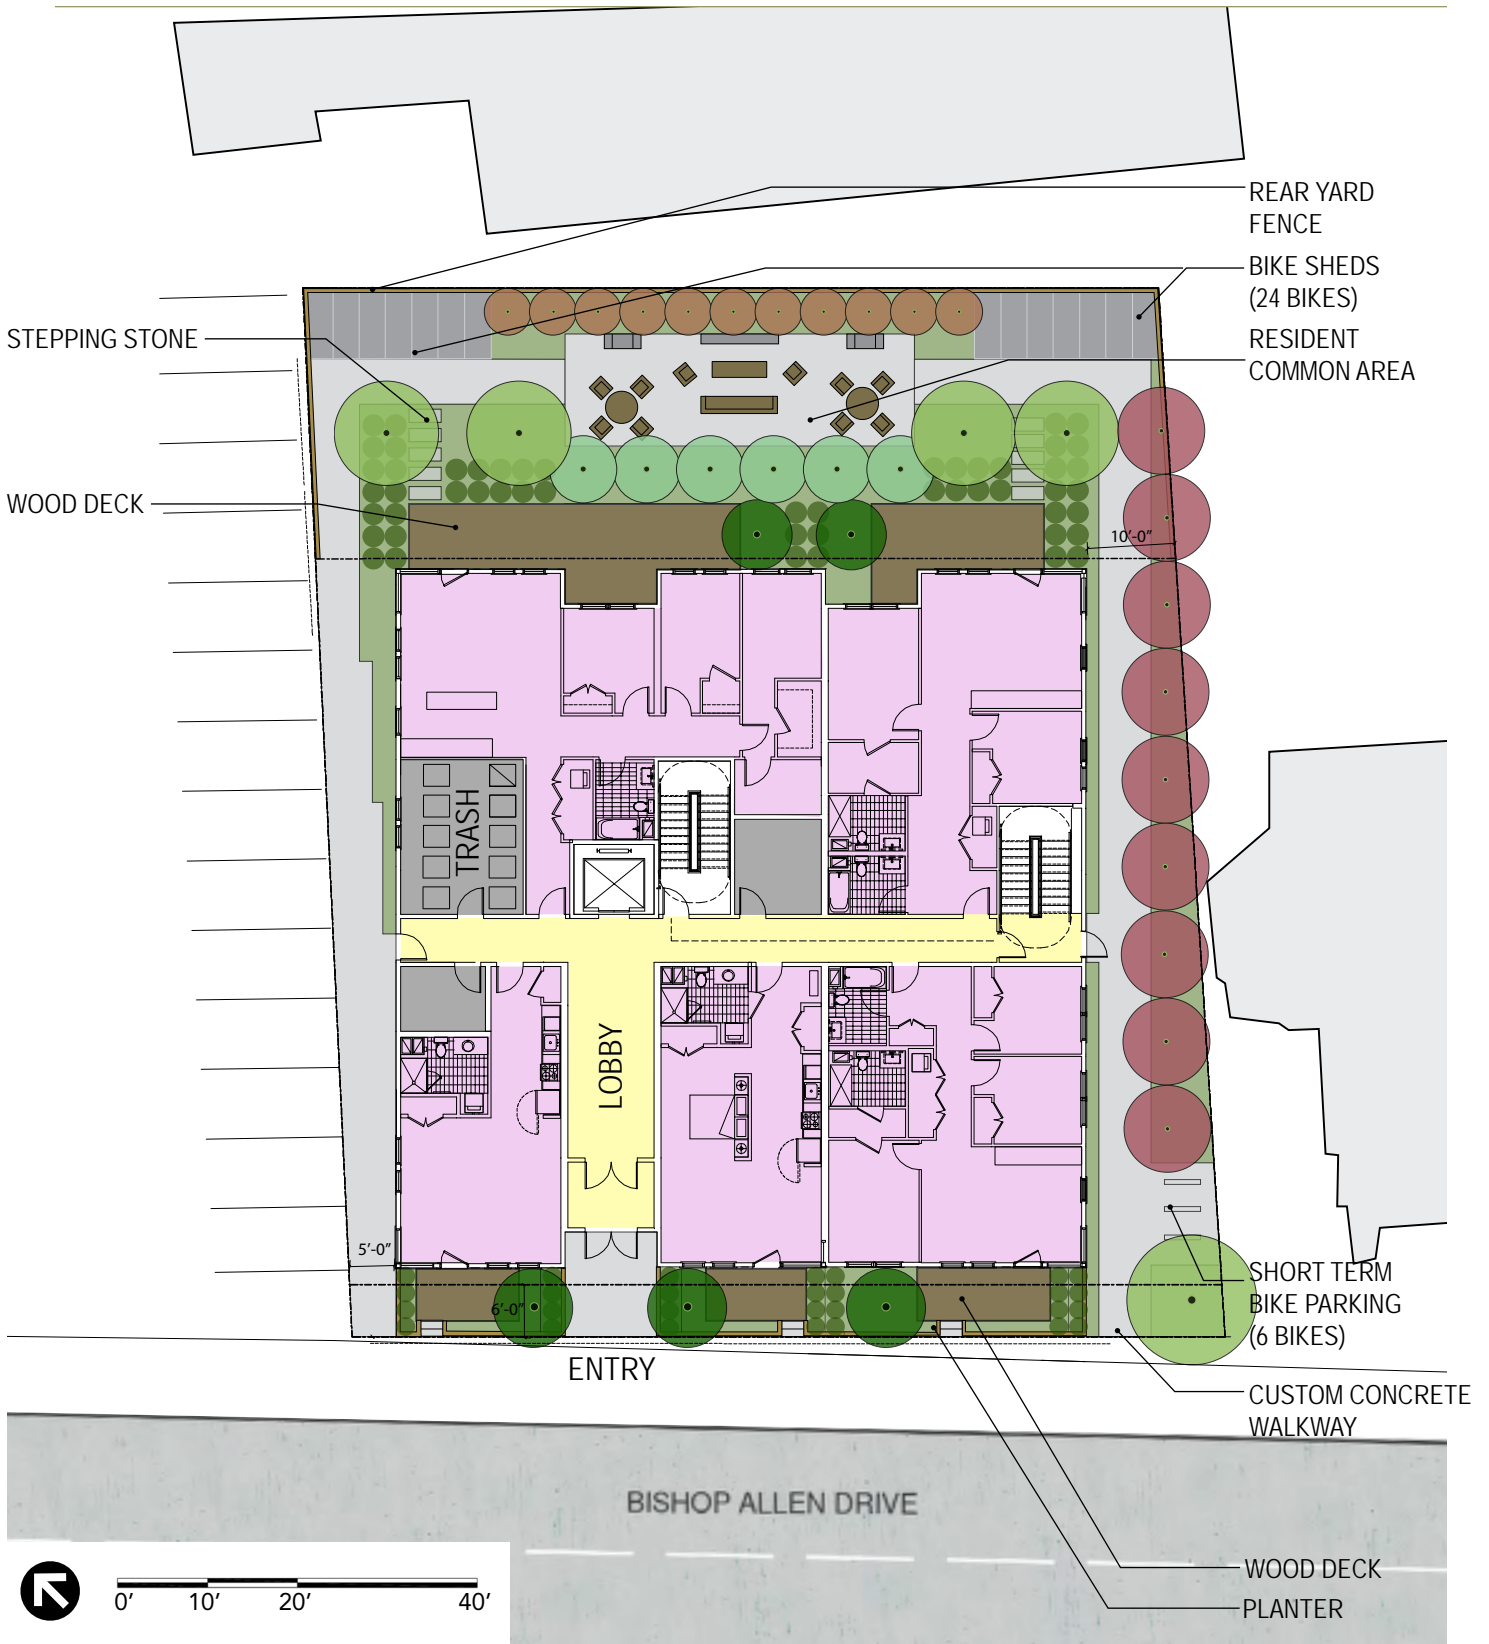 REAR YARD
FENCE
BIKE SHEDS
(24 BIKES)
STEPPING STONE
RESIDENT
COMMON AREA
WOOD DECK
10'-0"
TRASH
LOBBY
5'-0"
6'-0"
SHORT TERM
BIKE PARKING
(6 BIKES)
ENTRY
CUSTOM CONCRETE
WALKWAY
BISHOP ALLEN DRIVE
WOOD DECK
PLANTER
0' 10' 20' 40'